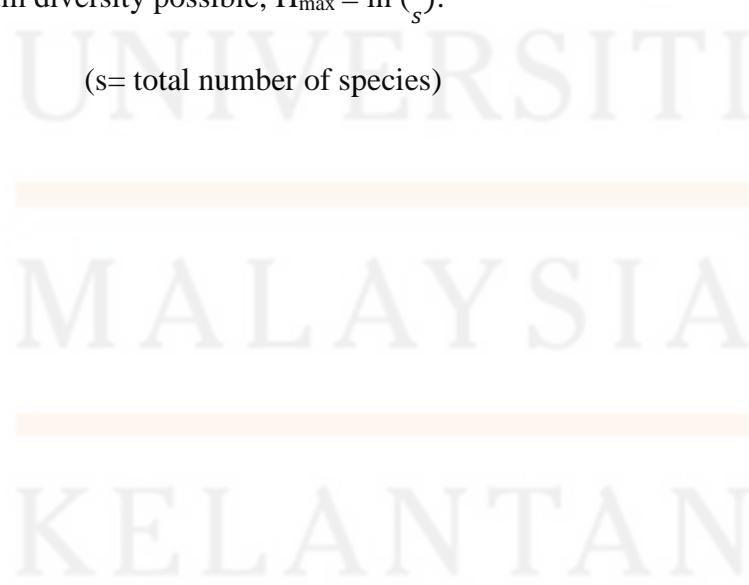 diversity possible, Hmax = ln (s).
(s= total number of species)
UNIVERSITI
MALAYSIA
KELANTAN